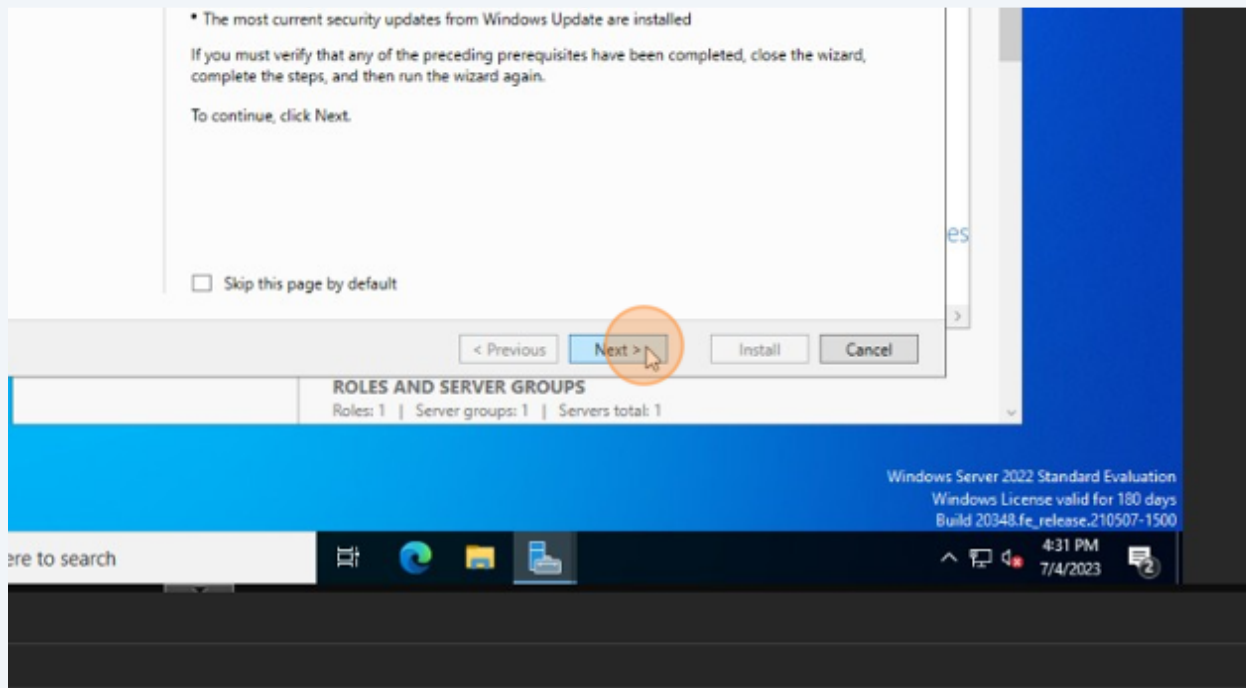 • The most current security updates from Windows Update are installed
If you must verify that any of the preceding prerequisites have been completed, close the wizard,
complete the steps, and then run the wizard again.
To continue, click Next.
es
Skip this page by default
< Previous Next > Install Cancel
ROLES AND SERVER GROUPS
Roles: 1 | Server groups: 1 | Servers total: 1
Windows Server 2022 Standard Evaluation
Windows License valid for 180 days
Build 20348.fe_release.210507-1500
ere to search
4:31 PM
7/4/2023
2